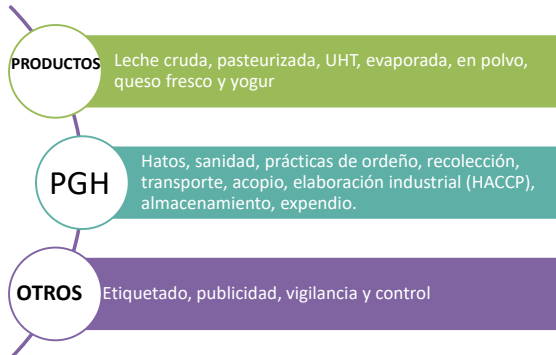 PRODUCTOS
Leche cruda, pasteurizada, UHT, evaporada, en polvo,
queso fresco y yogur
PGH
Hatos, sanidad, prácticas de ordeño, recolección,
transporte, acopio, elaboración industrial (HACCP),
almacenamiento, expendio.
OTROS
Etiquetado, publicidad, vigilancia y control